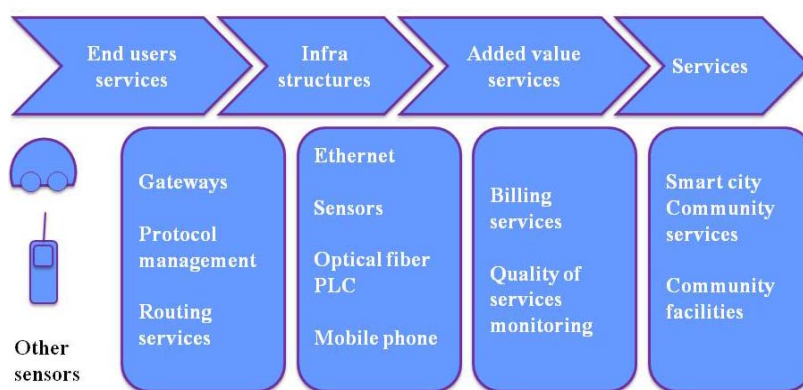 End users
services
Infra
structures
Added value
services
Services
Other
sensors
Gateways
Protocol
management
Routing
services
Ethernet
Sensors
Optical fiber
PLC
Mobile phone
Billing
services
Quality of
services
monitoring
Smart city
Community
services
Community
facilities